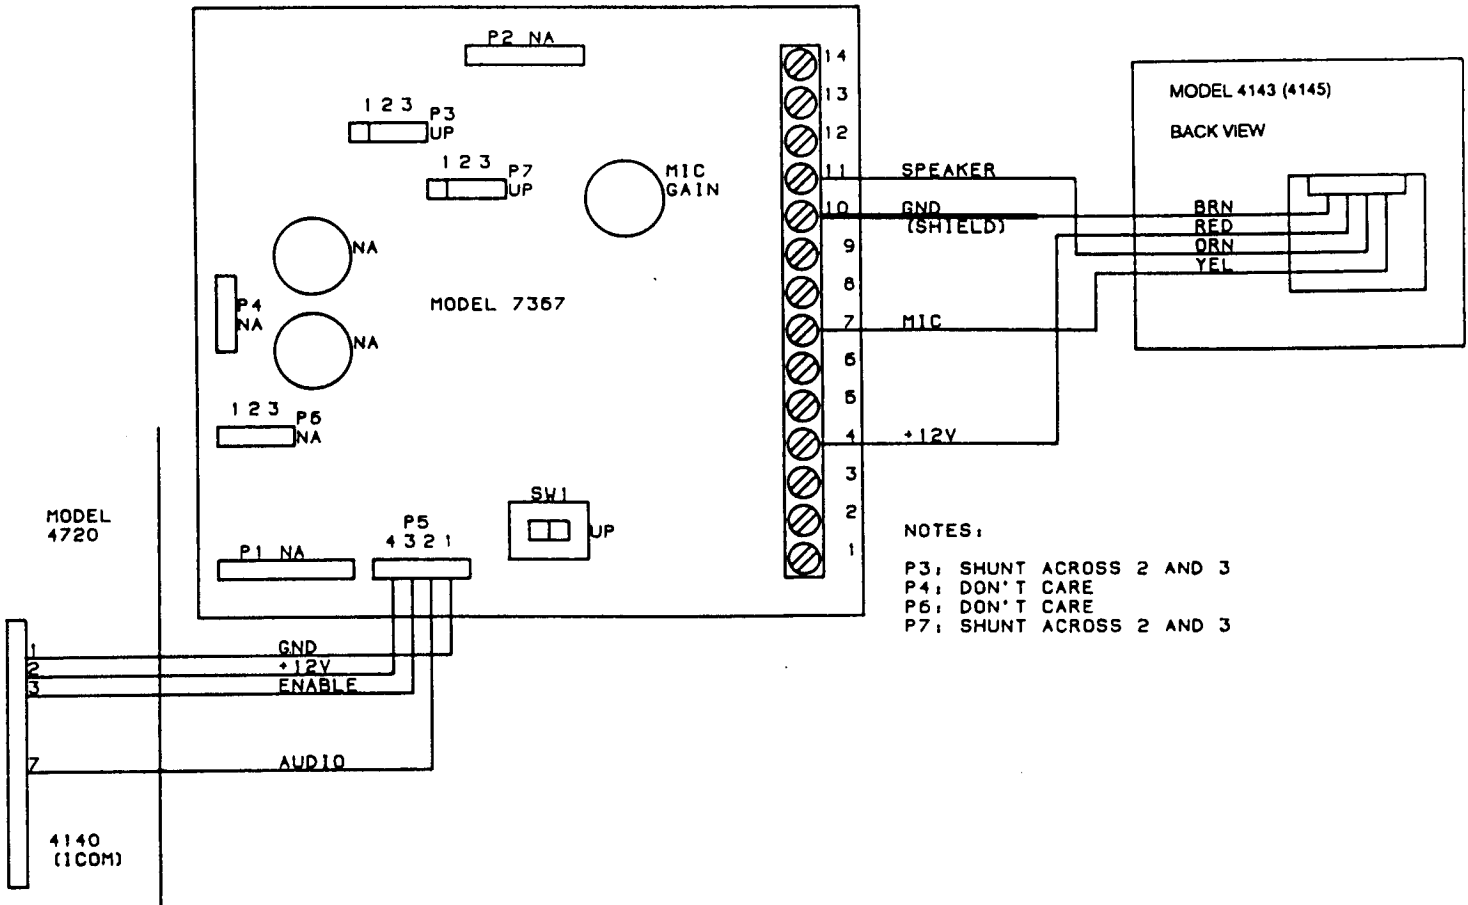 P2 NA
1 2 3
P3
UP
1 2 3
P7
UP
MIC
GAIN
NA
P4
NA
MODEL 7367
NA
1 2 3
P6
NA
SW1
UP
P5
4 3 2 1
P1 NA
14
13
12
11
10
9
8
7
6
5
4
3
2
1
SPEAKER
GND
(SHIELD)
MIC
+12V
MODEL 4143 (4145)
BACK VIEW
BRN
RED
ORN
YEL
MODEL
4720
1
2
3
7
GND
+12V
ENABLE
AUDIO
4140
(ICOM)
NOTES:
P3: SHUNT ACROSS 2 AND 3
P4: DON'T CARE
P6: DON'T CARE
P7: SHUNT ACROSS 2 AND 3